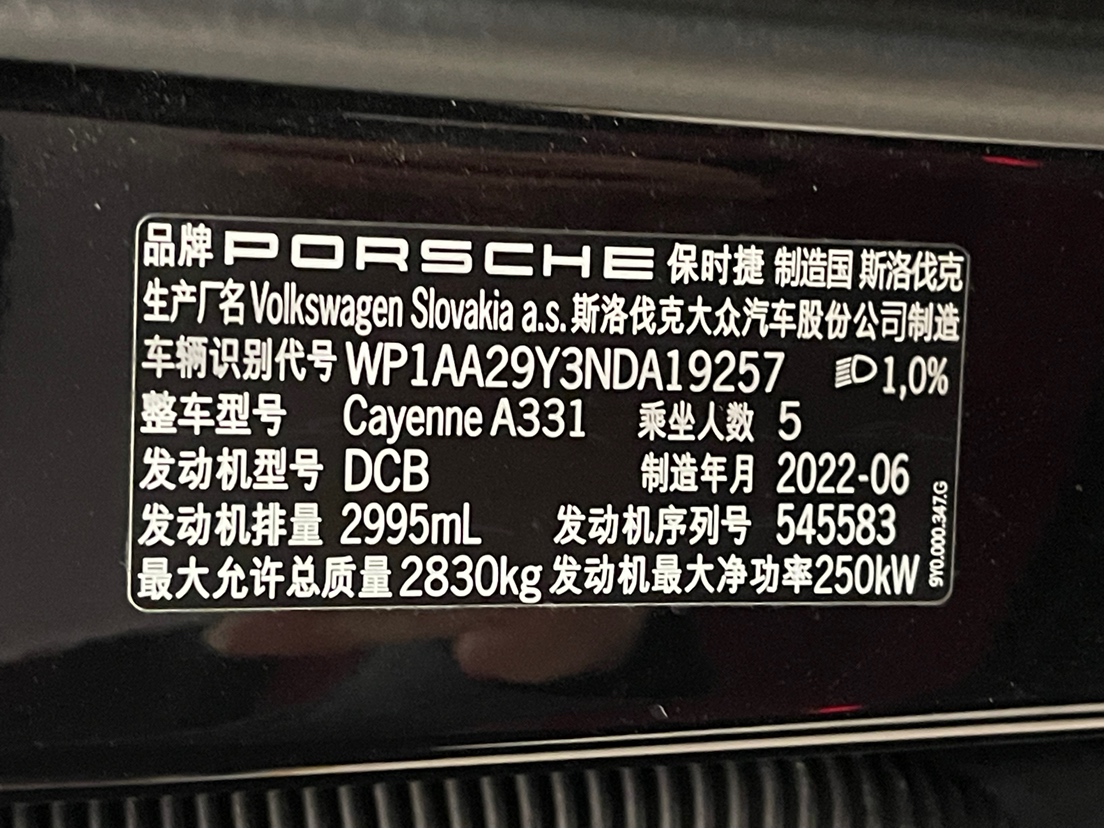 品牌 PORSCHE 保时捷 制造国 斯洛伐克
生产厂名 Volkswagen Slovakia a.s. 斯洛伐克大众汽车股份公司制造
车辆识别代号 WP1AA29Y3NDA19257 1,0%
整车型号 Cayenne A331 乘坐人数 5
发动机型号 DCB 制造年月 2022-06
发动机排量 2995mL 发动机序列号 545583
最大允许总质量 2830kg 发动机最大净功率 250kW
9Y0.000.347.G